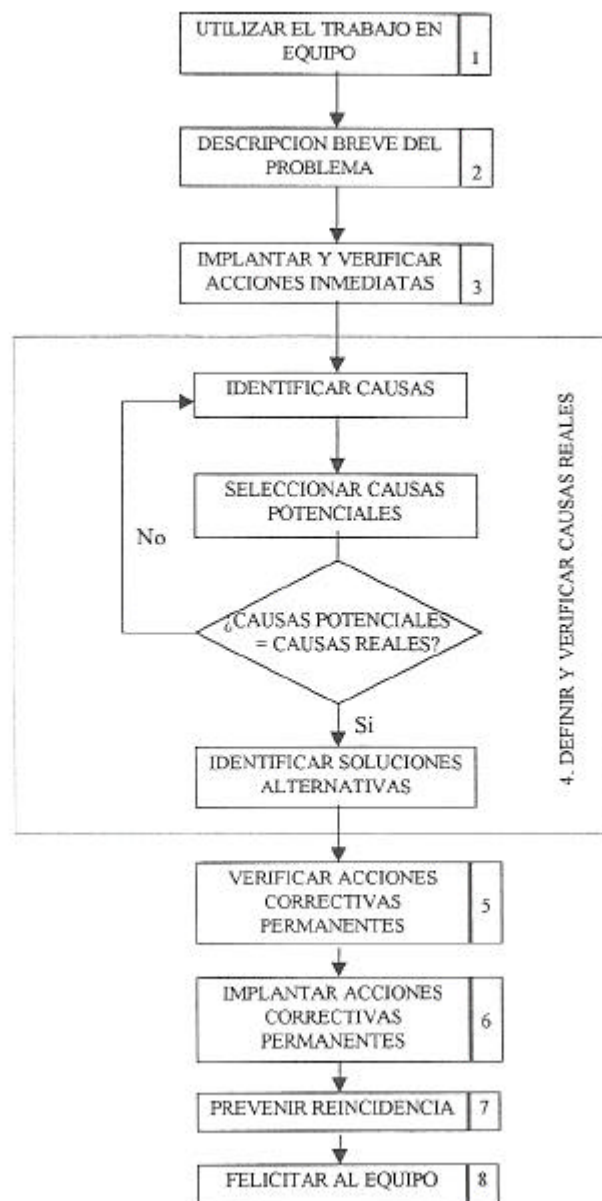 UTILIZAR EL TRABAJO EN
EQUIPO
1
DESCRIPCION BREVE DEL
PROBLEMA
2
IMPLANTAR Y VERIFICAR
ACCIONES INMEDIATAS
3
IDENTIFICAR CAUSAS
SELECCIONAR CAUSAS
POTENCIALES
No
¿CAUSAS POTENCIALES
= CAUSAS REALES?
Si
IDENTIFICAR SOLUCIONES
ALTERNATIVAS
4. DEFINIR Y VERIFICAR CAUSAS REALES
VERIFICAR ACCIONES
CORRECTIVAS
PERMANENTES
5
IMPLANTAR ACCIONES
CORRECTIVAS
PERMANENTES
6
PREVENIR REINCIDENCIA
7
FELICITAR AL EQUIPO
8